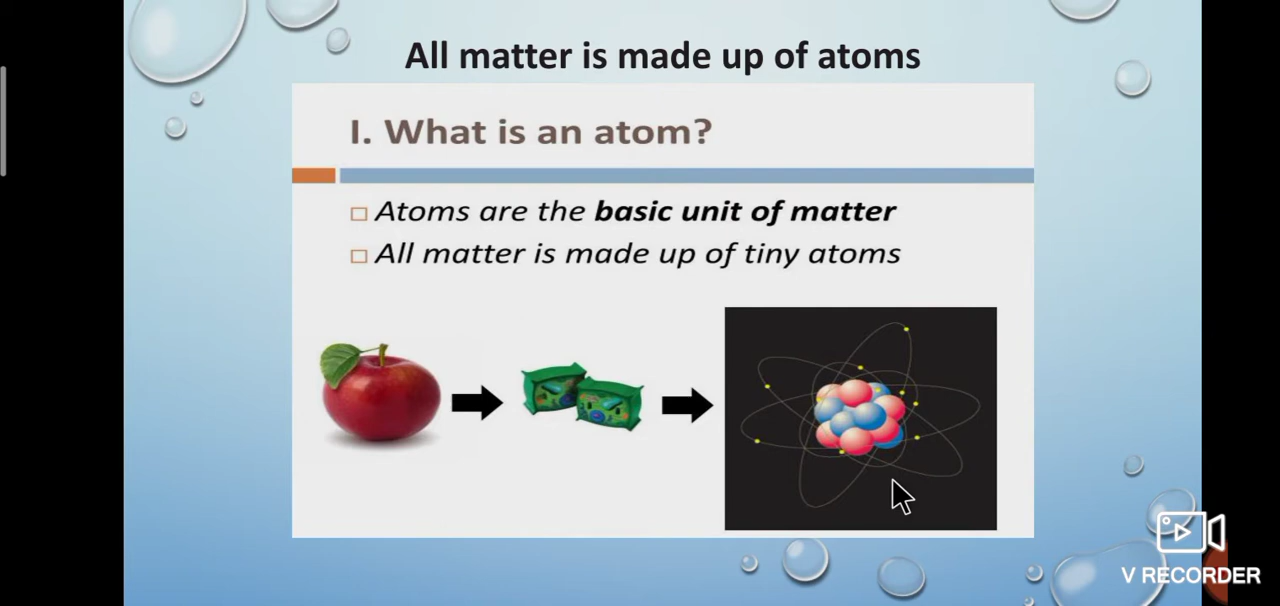 All matter is made up of atoms
I. What is an atom?
Atoms are the basic unit of matter
All matter is made up of tiny atoms
V RECORDER